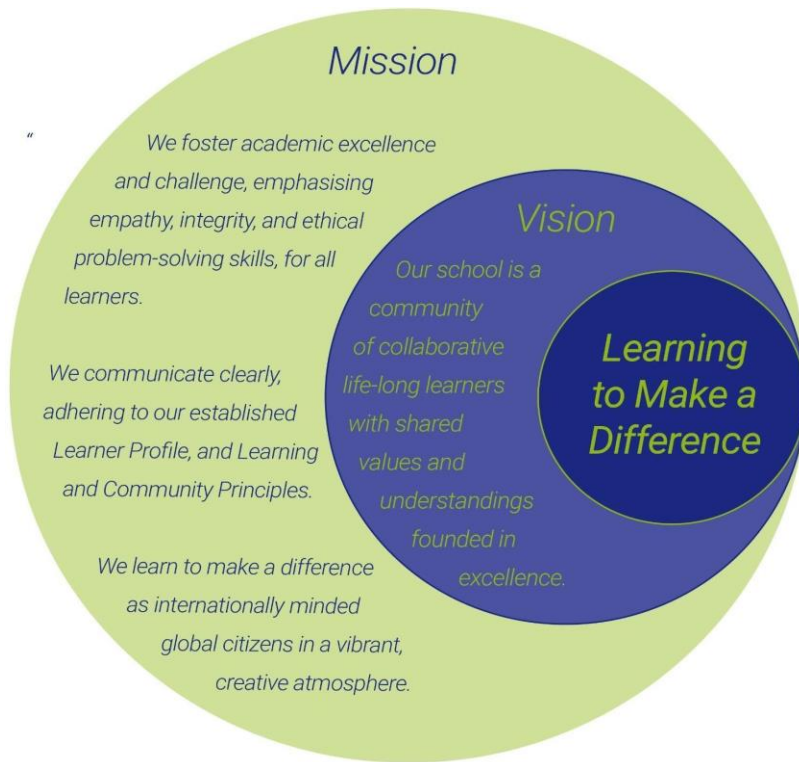 Mission
“
We foster academic excellence
and challenge, emphasising
empathy, integrity, and ethical
problem-solving skills, for all
learners.
We communicate clearly,
adhering to our established
Learner Profile, and Learning
and Community Principles.
We learn to make a difference
as internationally minded
global citizens in a vibrant,
creative atmosphere.
Vision
Our school is a
community
of collaborative
life-long learners
with shared
values and
understandings
founded in
excellence.
Learning
to Make a
Difference